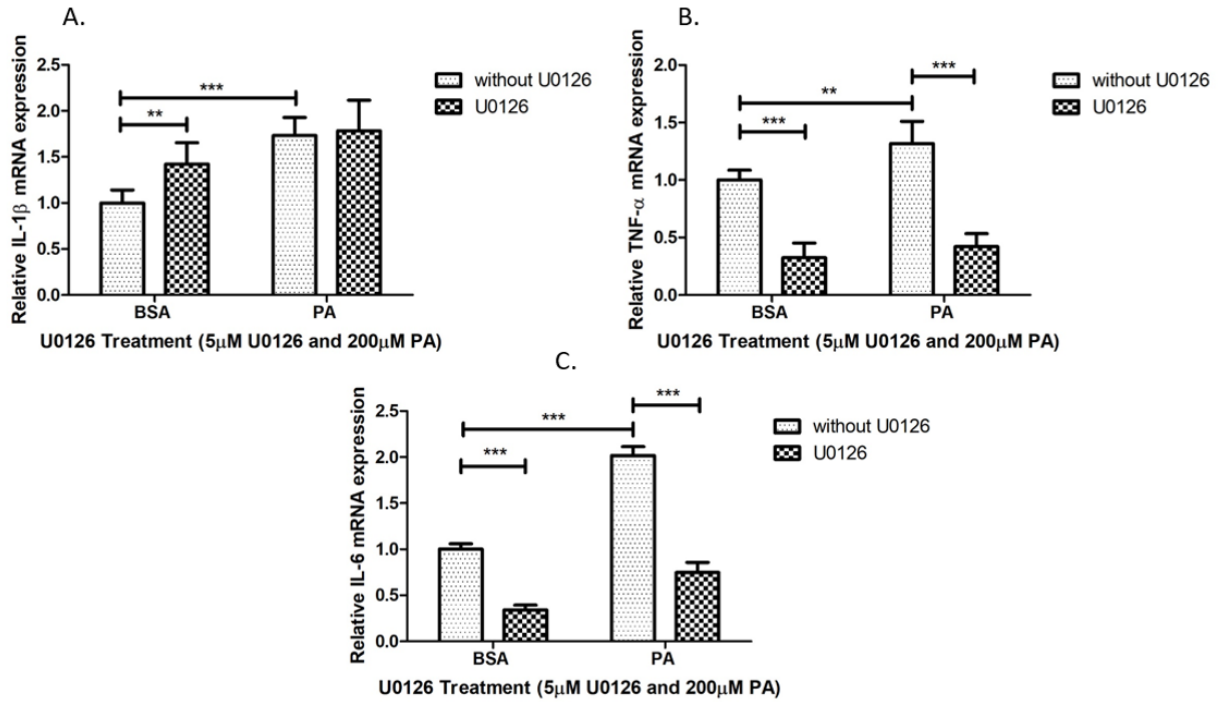 A.
Relative IL-1β mRNA expression
2.5
2.0
1.5
1.0
0.5
0.0
***
**
BSA
PA
without U0126
U0126
U0126 Treatment (5μM U0126 and 200μM PA)
B.
Relative TNF-α mRNA expression
2.0
1.5
1.0
0.5
0.0
***
**
***
BSA
PA
without U0126
U0126
U0126 Treatment (5μM U0126 and 200μM PA)
C.
Relative IL-6 mRNA expression
2.5
2.0
1.5
1.0
0.5
0.0
***
***
***
BSA
PA
without U0126
U0126
U0126 Treatment (5μM U0126 and 200μM PA)